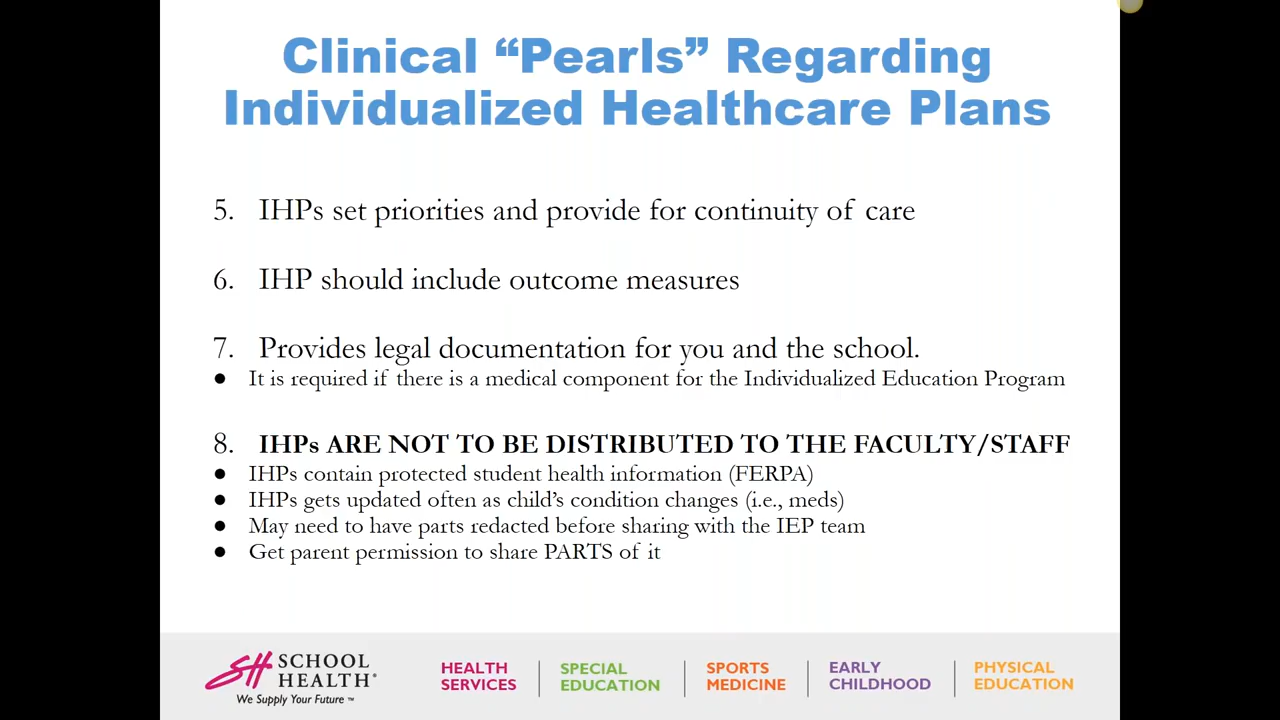 Clinical “Pearls” Regarding
Individualized Healthcare Plans
5. IHPs set priorities and provide for continuity of care
6. IHP should include outcome measures
7. Provides legal documentation for you and the school.
● It is required if there is a medical component for the Individualized Education Program
8. IHPs ARE NOT TO BE DISTRIBUTED TO THE FACULTY/STAFF
● IHPs contain protected student health information (FERPA)
● IHPs gets updated often as child’s condition changes (i.e., meds)
● May need to have parts redacted before sharing with the IEP team
● Get parent permission to share PARTS of it
SH SCHOOL
HEALTH®
We Supply Your Future ™
HEALTH
SERVICES
SPECIAL
EDUCATION
SPORTS
MEDICINE
EARLY
CHILDHOOD
PHYSICAL
EDUCATION